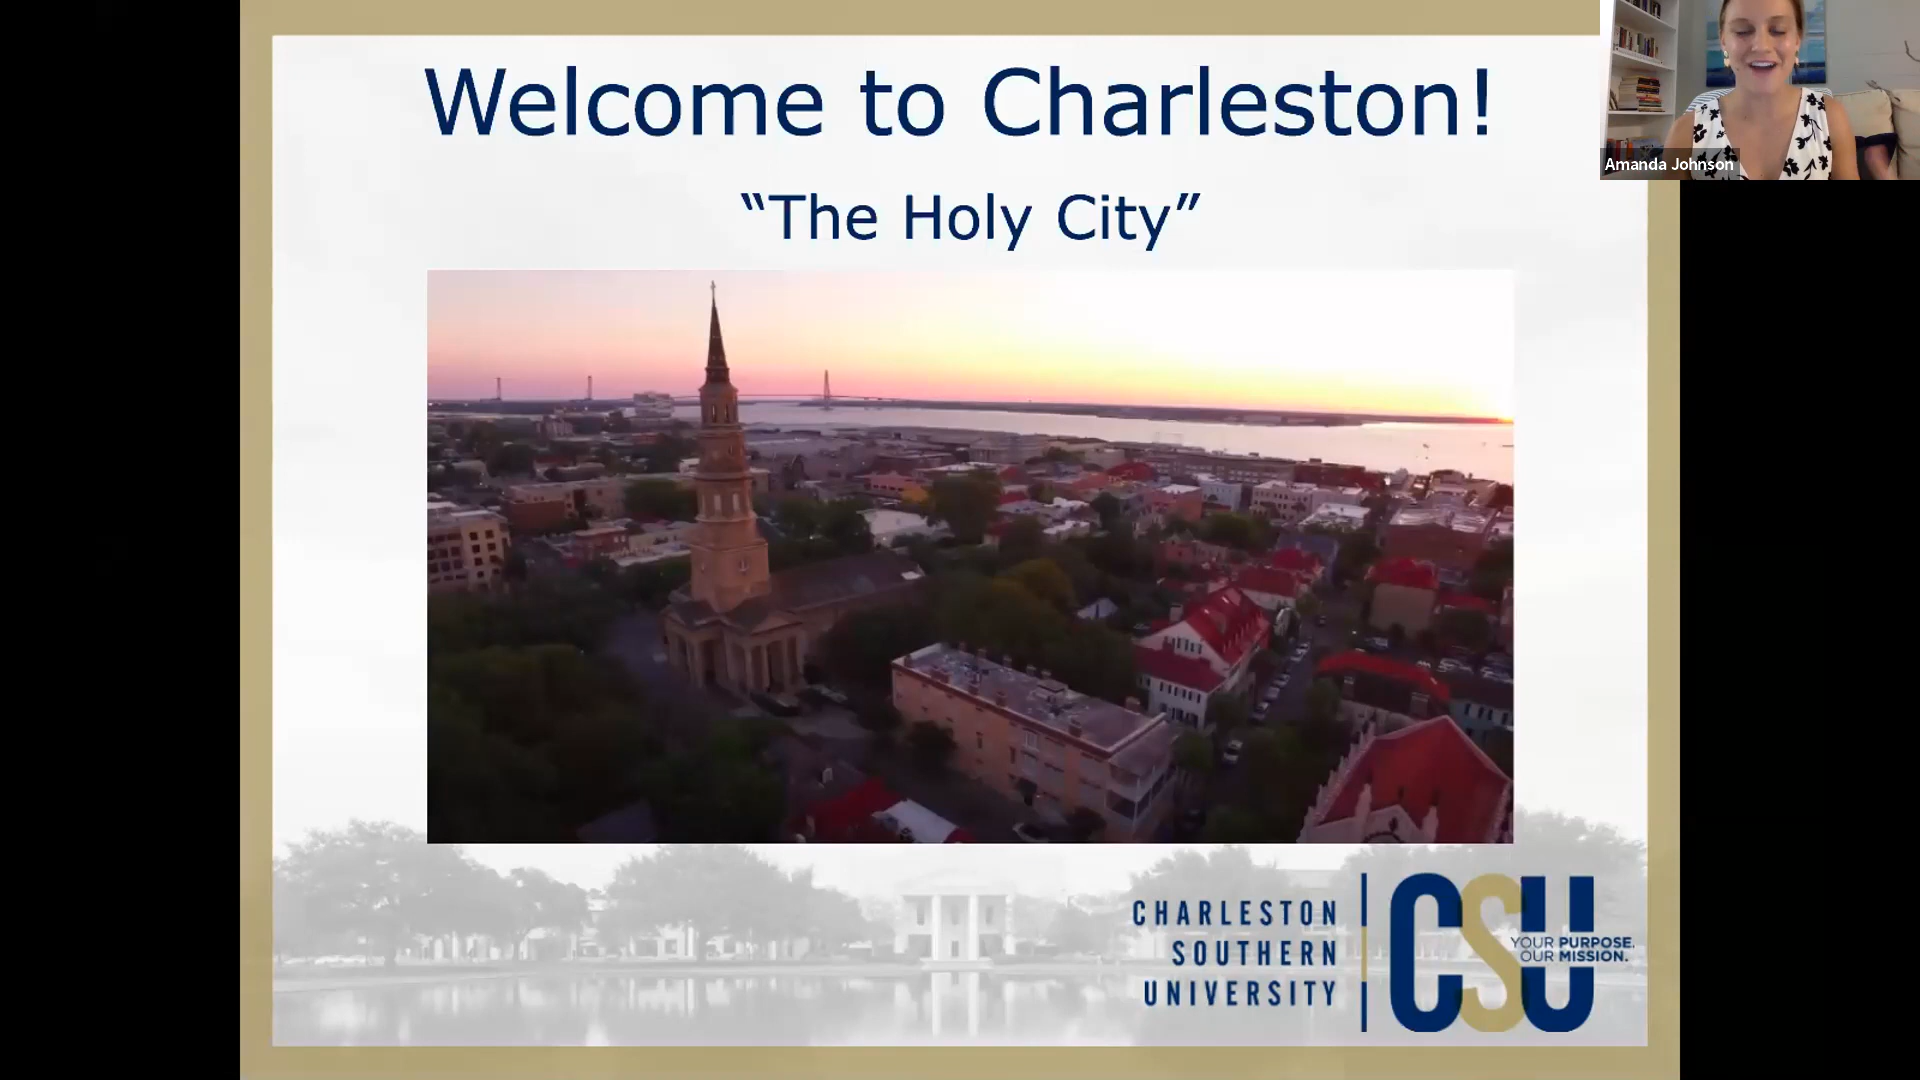 Welcome to Charleston!
“The Holy City”
Amanda Johnson
CHARLESTON
SOUTHERN
UNIVERSITY
CSU
YOUR PURPOSE.
OUR MISSION.